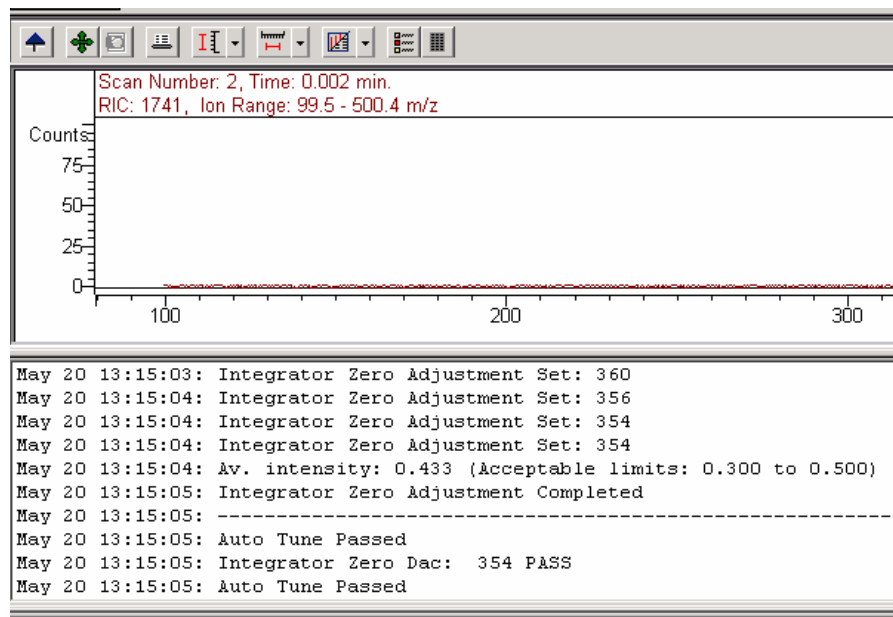 Scan Number: 2, Time: 0.002 min.
RIC: 1741, Ion Range: 99.5 - 500.4 m/z
Counts
75
50
25
0
100 200 300
May 20 13:15:03: Integrator Zero Adjustment Set: 360
May 20 13:15:04: Integrator Zero Adjustment Set: 356
May 20 13:15:04: Integrator Zero Adjustment Set: 354
May 20 13:15:04: Integrator Zero Adjustment Set: 354
May 20 13:15:04: Av. intensity: 0.433 (Acceptable limits: 0.300 to 0.500)
May 20 13:15:05: Integrator Zero Adjustment Completed
May 20 13:15:05: ----------------------------------------------------------
May 20 13:15:05: Auto Tune Passed
May 20 13:15:05: Integrator Zero Dac:  354 PASS
May 20 13:15:05: Auto Tune Passed